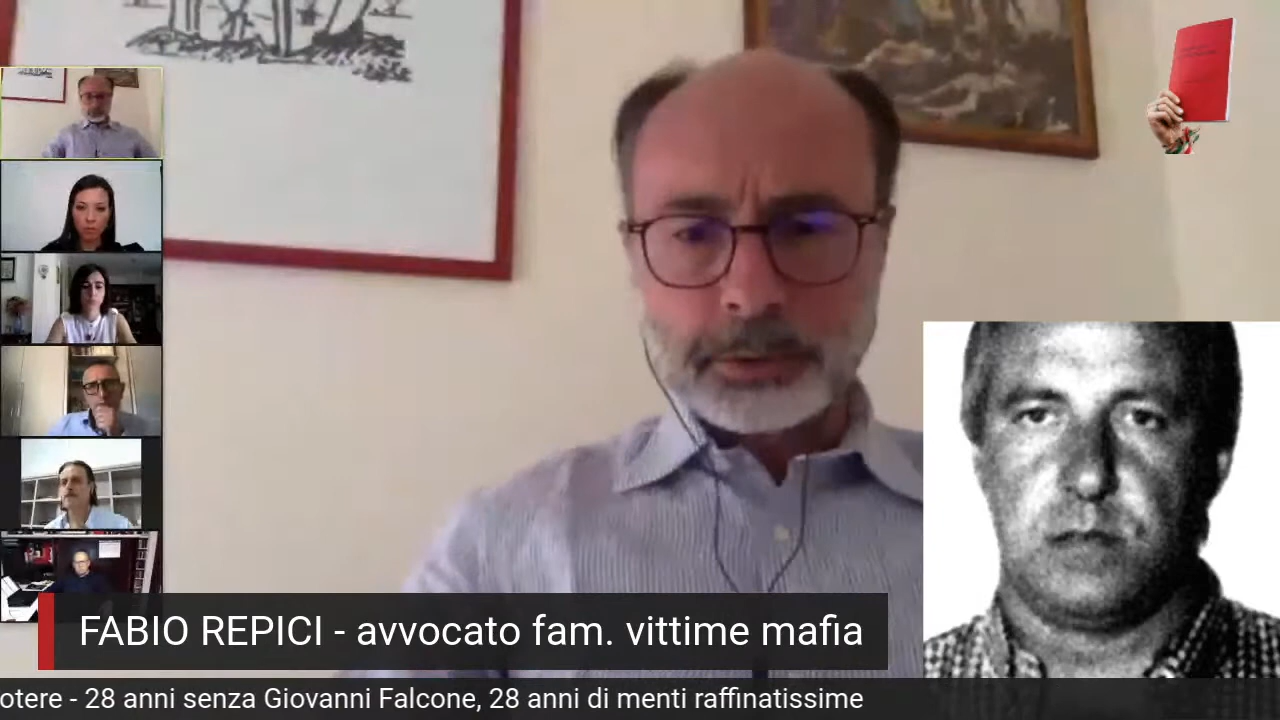 FABIO REPICI - avvocato fam. vittime mafia
otere - 28 anni senza Giovanni Falcone, 28 anni di menti raffinatissime